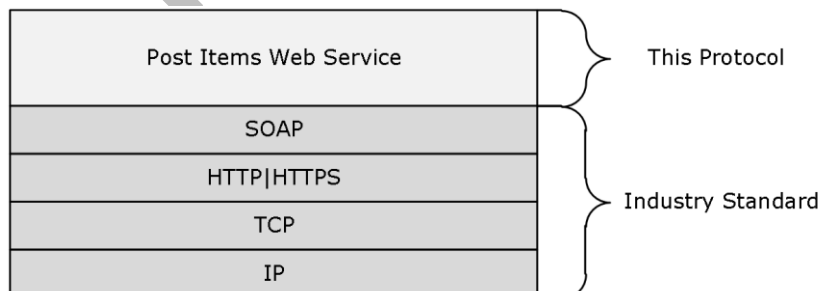 Post Items Web Service
This Protocol
SOAP
HTTP|HTTPS
Industry Standard
TCP
IP